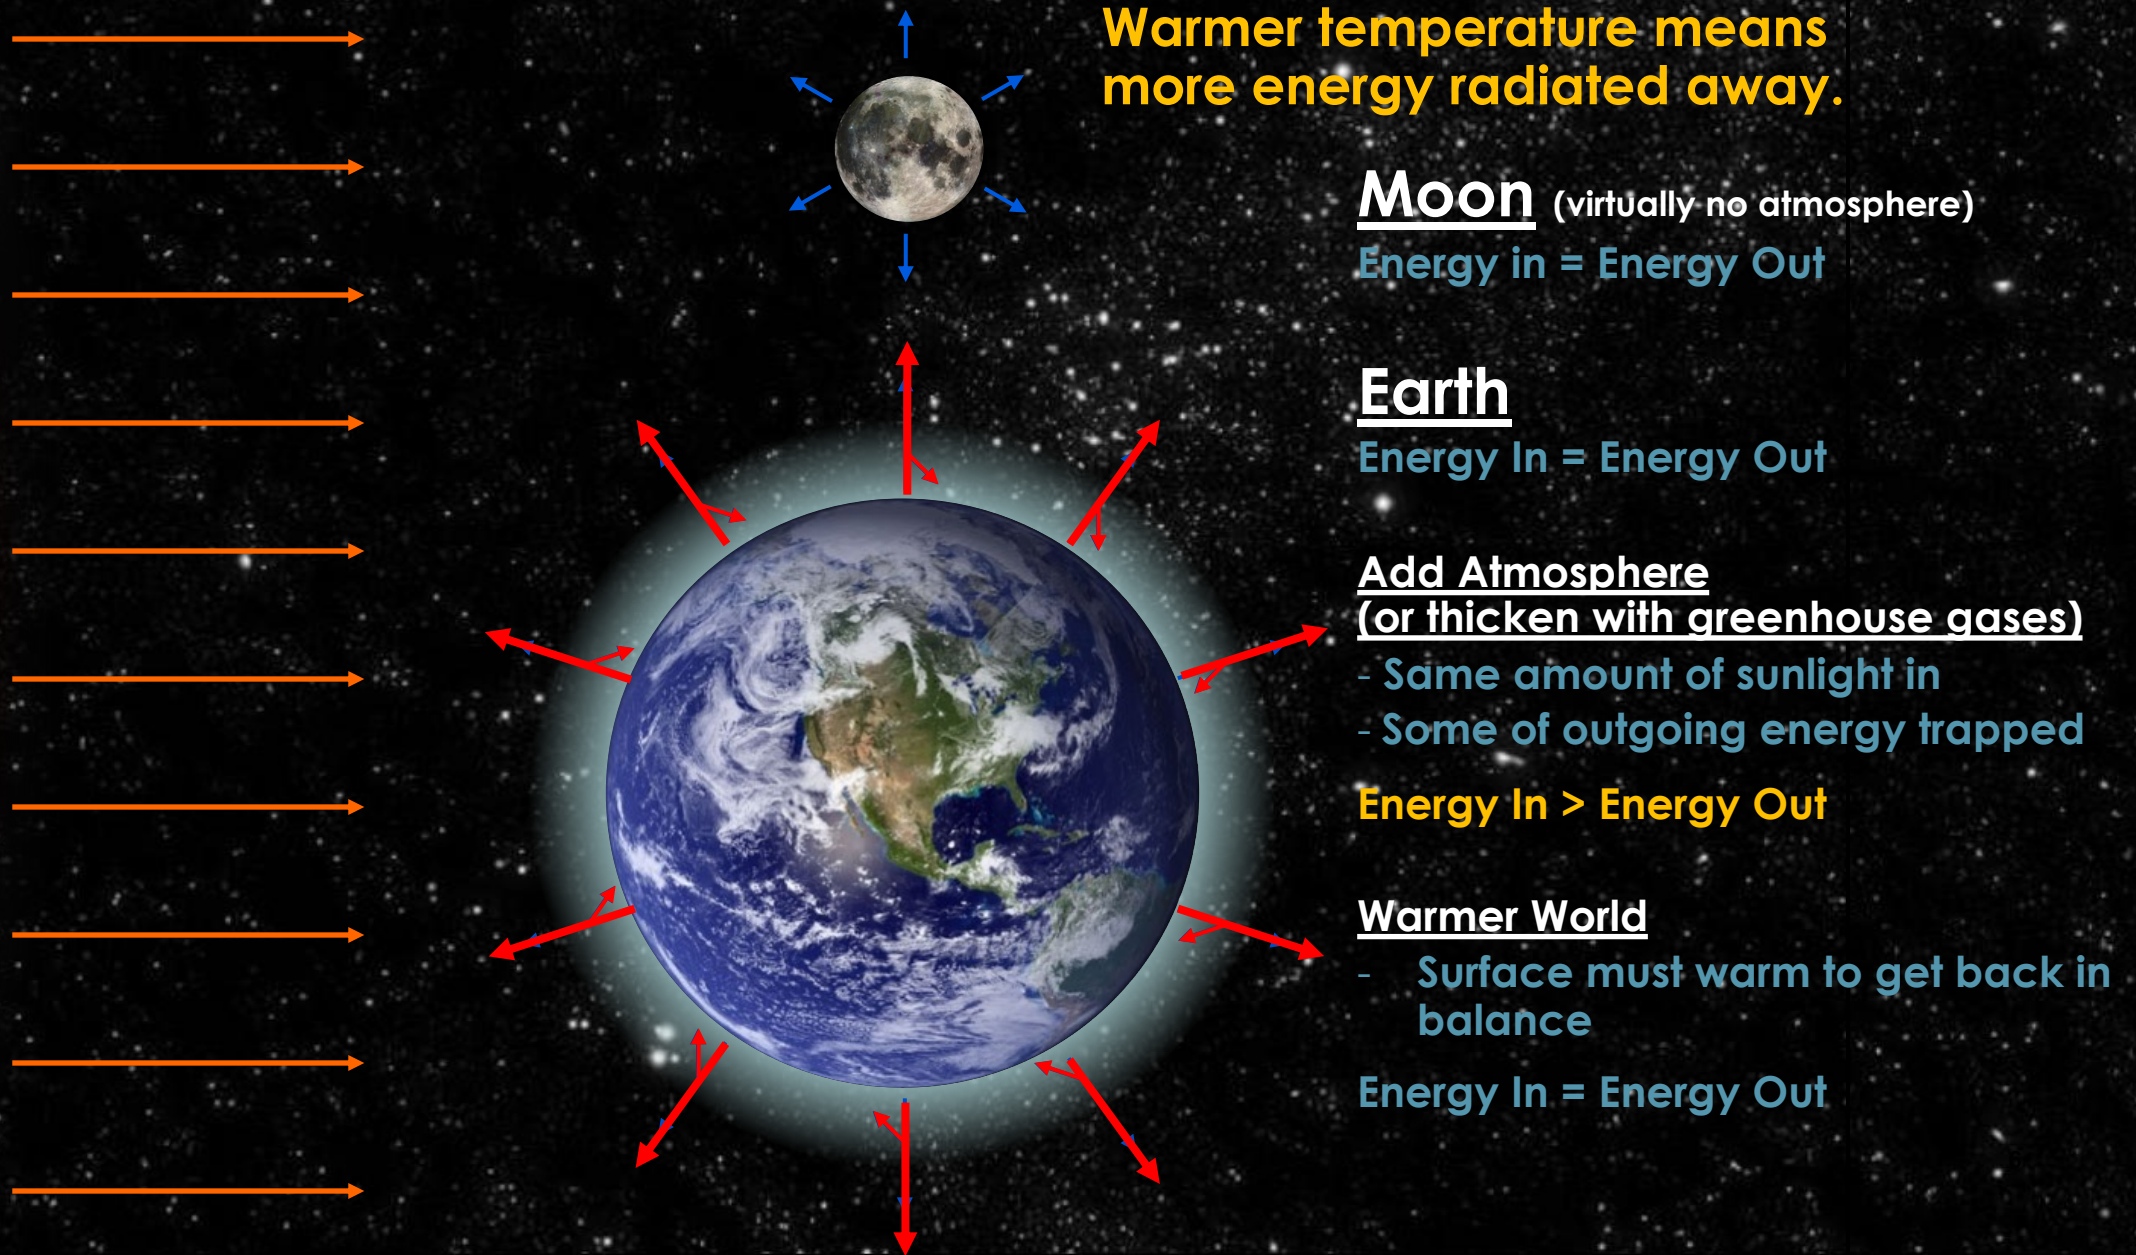 Warmer temperature means
more energy radiated away.
Moon (virtually no atmosphere)
Energy in = Energy Out
Earth
Energy In = Energy Out
Add Atmosphere
(or thicken with greenhouse gases)
- Same amount of sunlight in
- Some of outgoing energy trapped
Energy In > Energy Out
Warmer World
- Surface must warm to get back in
balance
Energy In = Energy Out